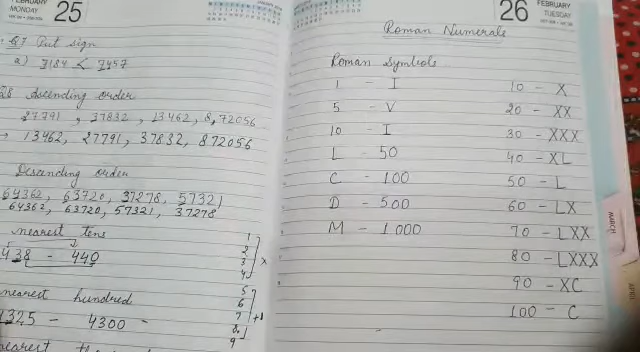 FEBRUARY
MONDAY
25
Q7 Put sign
a) 7184 < 7457
Q8 Ascending order
27791, 37832, 13462, 8,72056
→ 13462, 27791, 37832, 872056
Descending order
64362, 63720, 37278, 57321
64362, 63720, 57321, 37278
nearest tens
438 - 440
1
2
3
4
x
nearest hundred
4325 - 4300 -
5
6
7
8
9
+1
nearest
26
FEBRUARY
TUESDAY
Roman Numerals
Roman Symbols
1 - I
5 - V
10 - I
L - 50
C - 100
D - 500
M - 1000
10 - X
20 - XX
30 - XXX
40 - XL
50 - L
60 - LX
70 - LXX
80 - LXXX
90 - XC
100 - C
MARCH